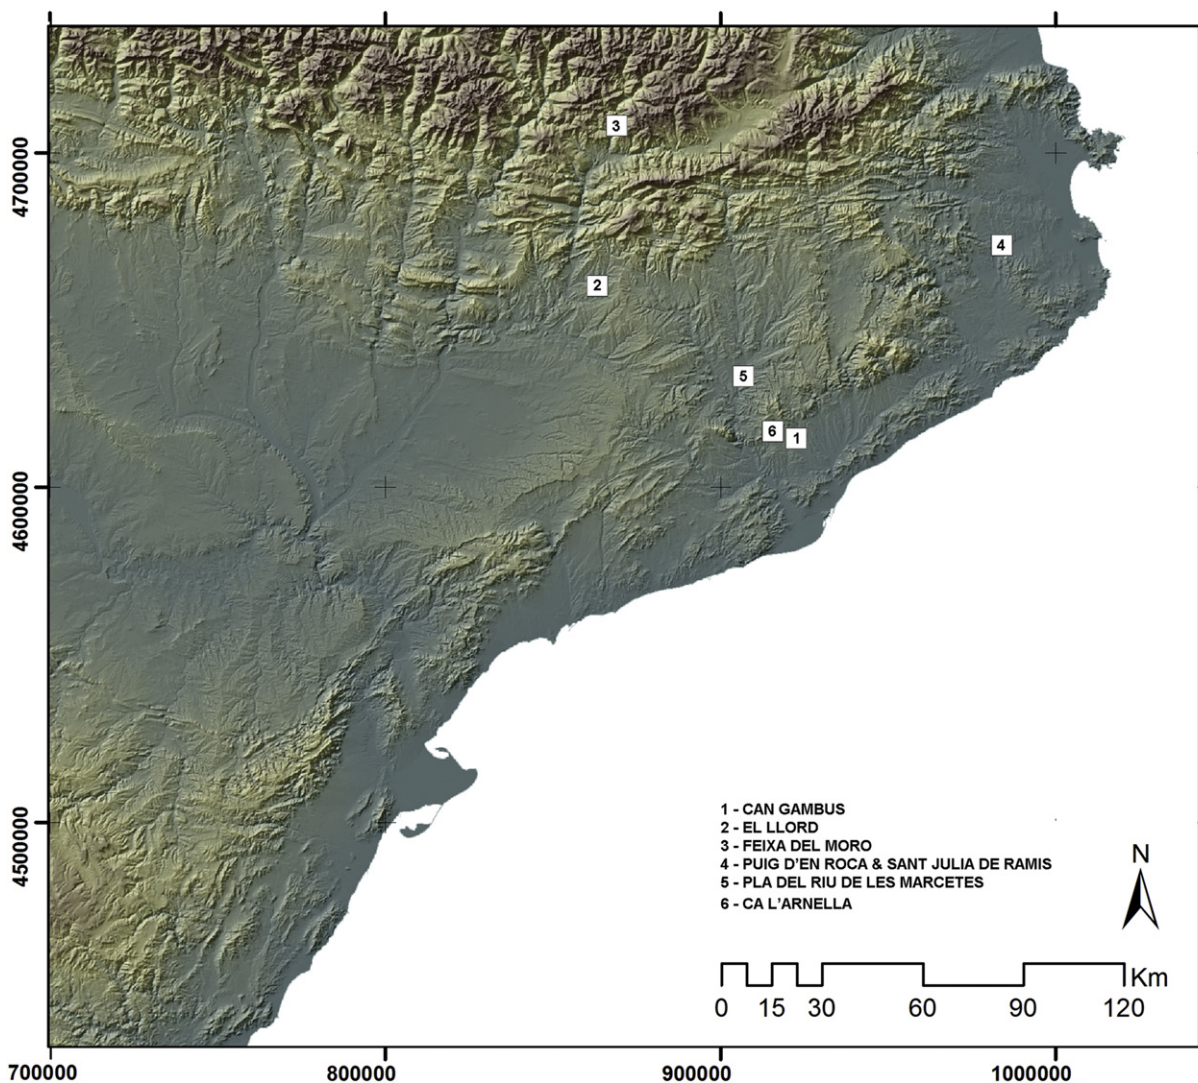 3
4700000
4
2
5
6
1
4600000
4500000
1 - CAN GAMBUS
2 - EL LLORD
3 - FEIXA DEL MORO
4 - PUIG D'EN ROCA & SANT JULIA DE RAMIS
5 - PLA DEL RIU DE LES MARCETES
6 - CA L'ARNELLA
N
Km
0 15 30 60 90 120
700000 800000 900000 1000000